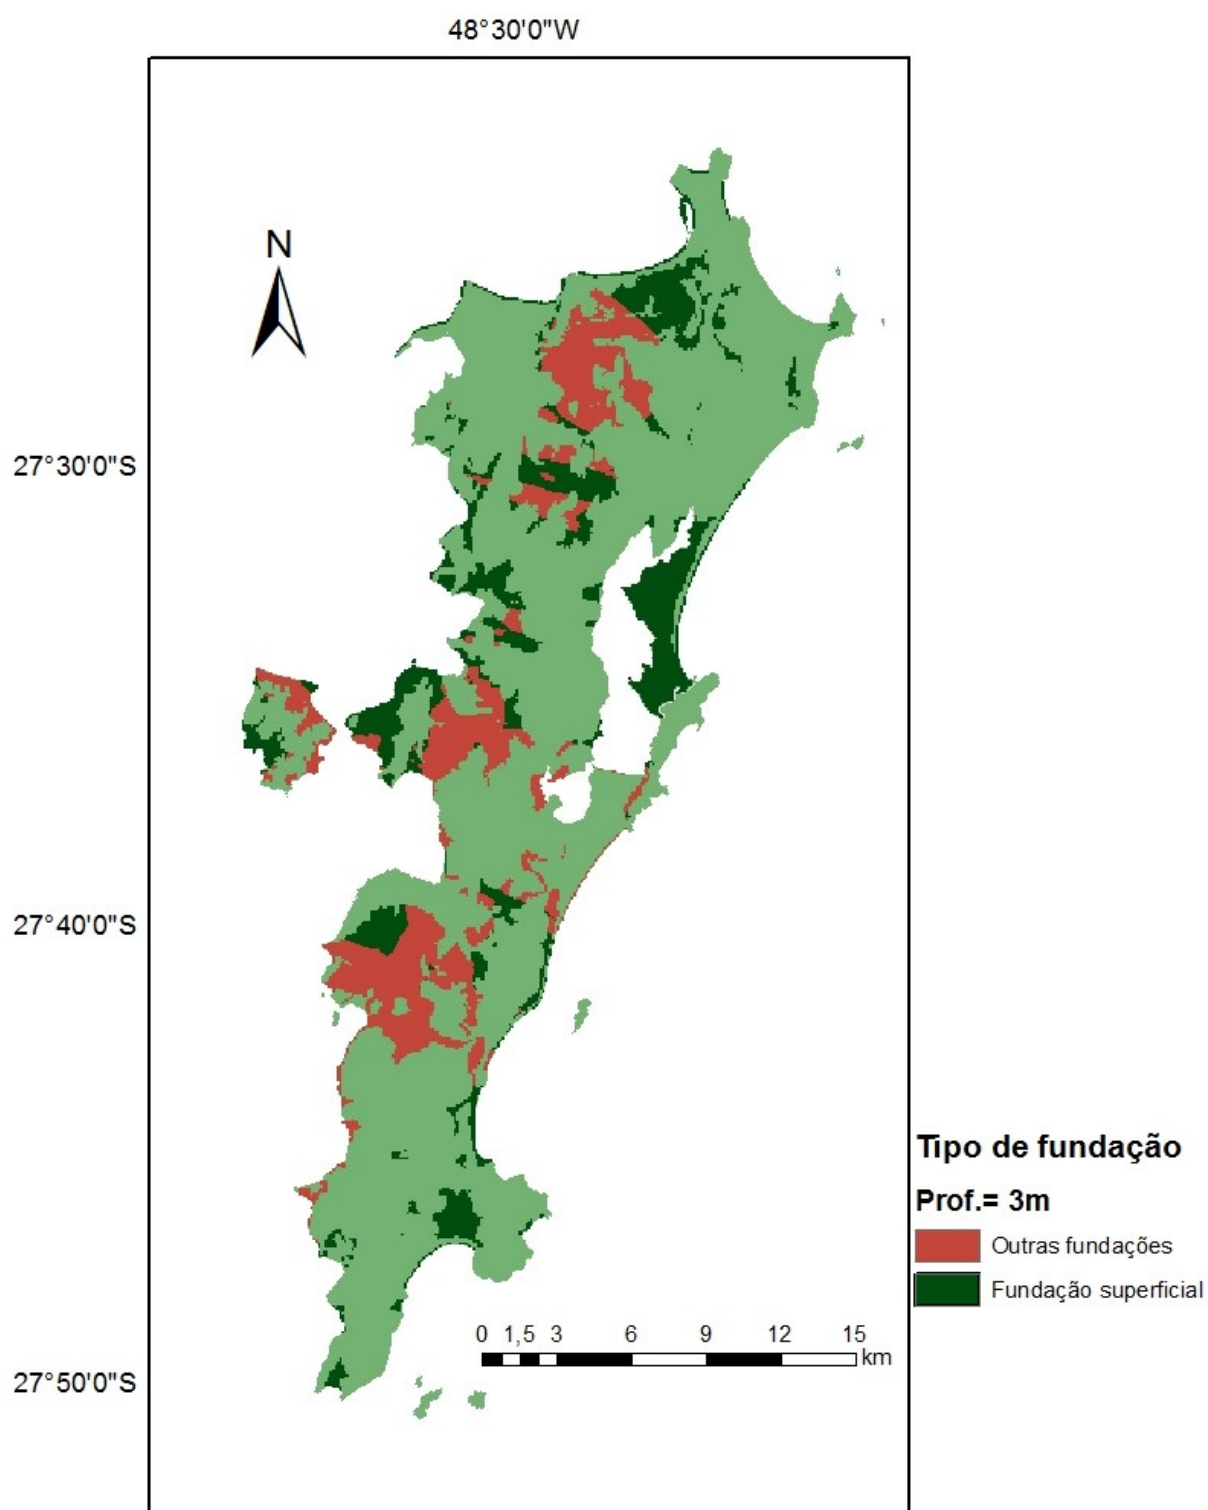 48°30'0"W
N
27°30'0"S
27°40'0"S
27°50'0"S
Tipo de fundação
Prof.= 3m
Outras fundações
Fundação superficial
0 1,5 3 6 9 12 15
km